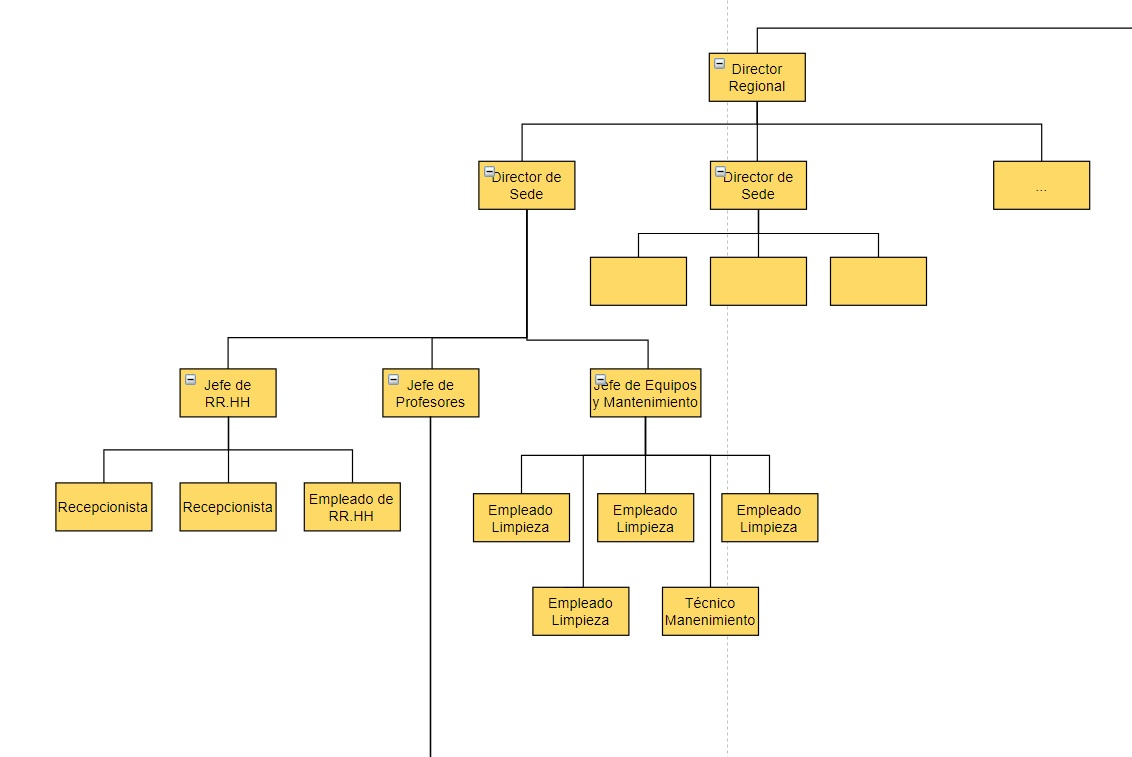 Director
Regional
Director de
Sede
Director de
Sede
...
Jefe de
RR.HH
Jefe de
Profesores
Jefe de Equipos
y Mantenimiento
Recepcionista
Recepcionista
Empleado de
RR.HH
Empleado
Limpieza
Empleado
Limpieza
Empleado
Limpieza
Empleado
Limpieza
Técnico
Manenimiento